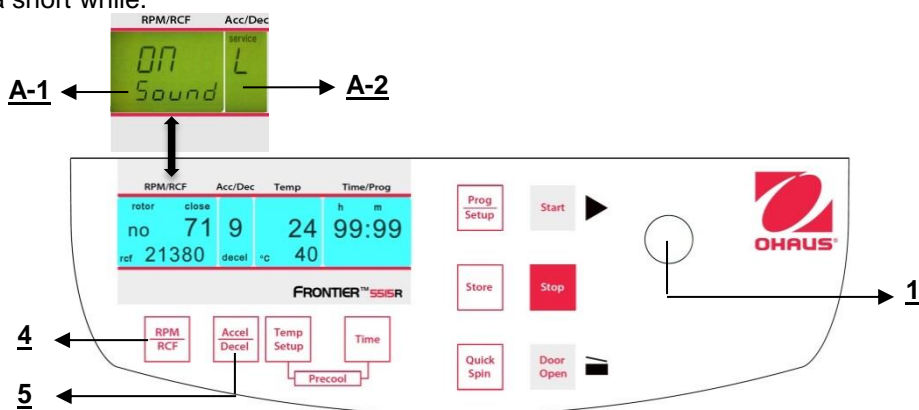 a short while.
RPM/RCF Acc/Dec
service
ON L
Sound
A-1 A-2
RPM/RCF Acc/Dec Temp Time/Prog
rotor close h m
no 71 9 24 99:99
rcf 21380 decel °C 40
FRONTIER™ 5515R
Prog
Setup
Start
OHAUS®
Store
Stop
1
4
RPM
RCF
Accel
Decel
Temp
Setup
Time
Precool
Quick
Spin
Door
Open
5